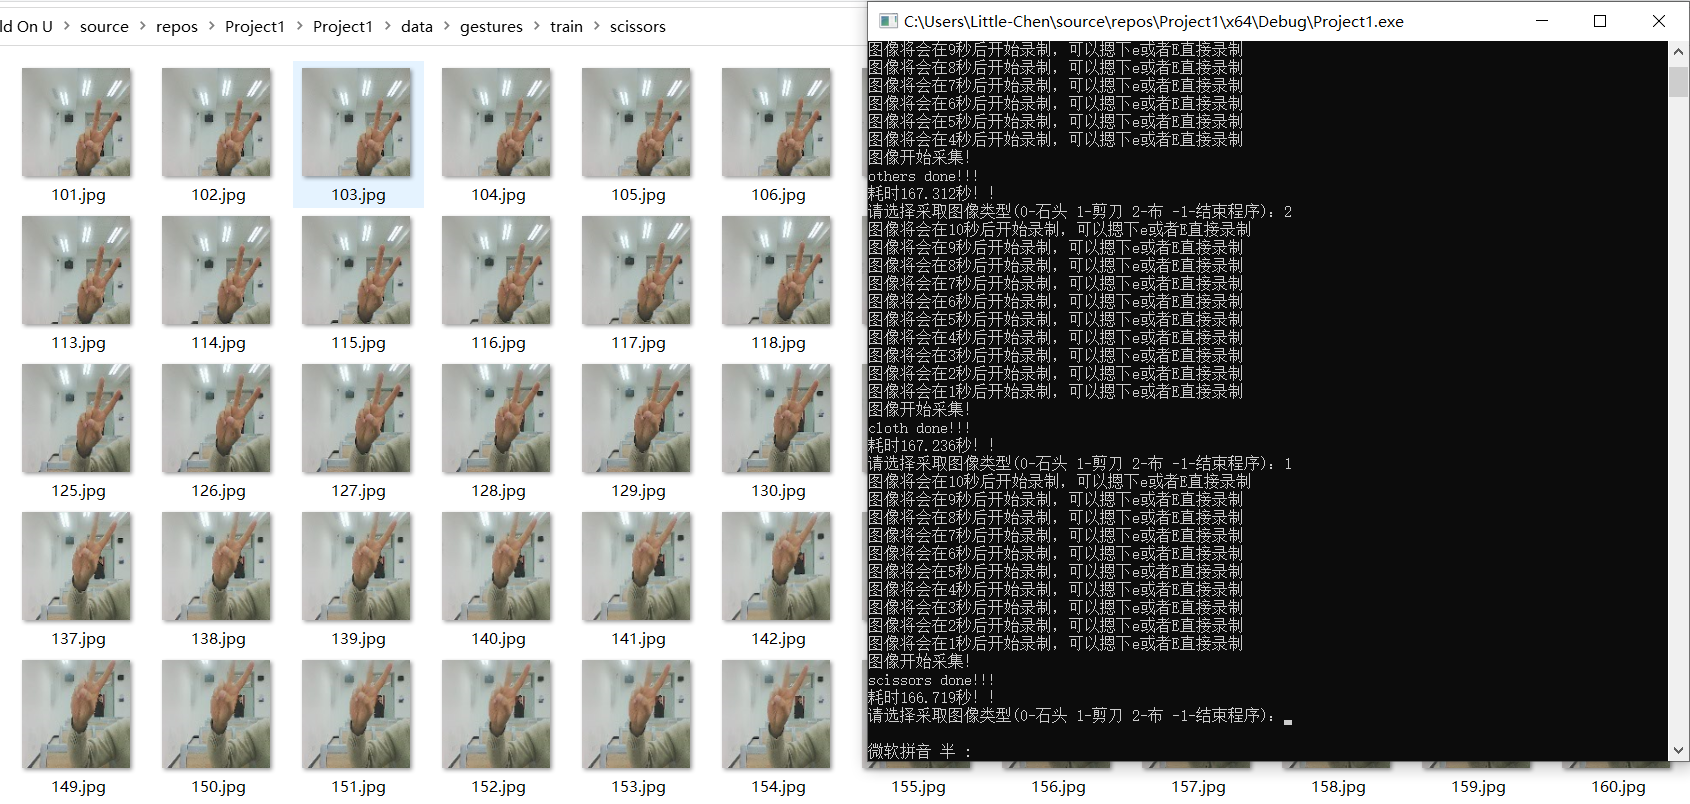 ld On U > source > repos > Project1 > Project1 > data > gestures > train > scissors
101.jpg 102.jpg 103.jpg 104.jpg 105.jpg 106.jpg
113.jpg 114.jpg 115.jpg 116.jpg 117.jpg 118.jpg
125.jpg 126.jpg 127.jpg 128.jpg 129.jpg 130.jpg
137.jpg 138.jpg 139.jpg 140.jpg 141.jpg 142.jpg
149.jpg 150.jpg 151.jpg 152.jpg 153.jpg 154.jpg 155.jpg 156.jpg 157.jpg 158.jpg 159.jpg 160.jpg
C:\Users\Little-Chen\source\repos\Project1\x64\Debug\Project1.exe
图像将会在9秒后开始录制，可以摁下e或者E直接录制
图像将会在8秒后开始录制，可以摁下e或者E直接录制
图像将会在7秒后开始录制，可以摁下e或者E直接录制
图像将会在6秒后开始录制，可以摁下e或者E直接录制
图像将会在5秒后开始录制，可以摁下e或者E直接录制
图像将会在4秒后开始录制，可以摁下e或者E直接录制
图像开始采集!
others done!!!
耗时167.312秒！！
请选择采取图像类型(0-石头 1-剪刀 2-布 -1-结束程序)：2
图像将会在10秒后开始录制，可以摁下e或者E直接录制
图像将会在9秒后开始录制，可以摁下e或者E直接录制
图像将会在8秒后开始录制，可以摁下e或者E直接录制
图像将会在7秒后开始录制，可以摁下e或者E直接录制
图像将会在6秒后开始录制，可以摁下e或者E直接录制
图像将会在5秒后开始录制，可以摁下e或者E直接录制
图像将会在4秒后开始录制，可以摁下e或者E直接录制
图像将会在3秒后开始录制，可以摁下e或者E直接录制
图像将会在2秒后开始录制，可以摁下e或者E直接录制
图像将会在1秒后开始录制，可以摁下e或者E直接录制
图像开始采集!
cloth done!!!
耗时167.236秒！！
请选择采取图像类型(0-石头 1-剪刀 2-布 -1-结束程序)：1
图像将会在10秒后开始录制，可以摁下e或者E直接录制
图像将会在9秒后开始录制，可以摁下e或者E直接录制
图像将会在8秒后开始录制，可以摁下e或者E直接录制
图像将会在7秒后开始录制，可以摁下e或者E直接录制
图像将会在6秒后开始录制，可以摁下e或者E直接录制
图像将会在5秒后开始录制，可以摁下e或者E直接录制
图像将会在4秒后开始录制，可以摁下e或者E直接录制
图像将会在3秒后开始录制，可以摁下e或者E直接录制
图像将会在2秒后开始录制，可以摁下e或者E直接录制
图像将会在1秒后开始录制，可以摁下e或者E直接录制
图像开始采集!
scissors done!!!
耗时166.719秒！！
请选择采取图像类型(0-石头 1-剪刀 2-布 -1-结束程序)：
微软拼音 半 :